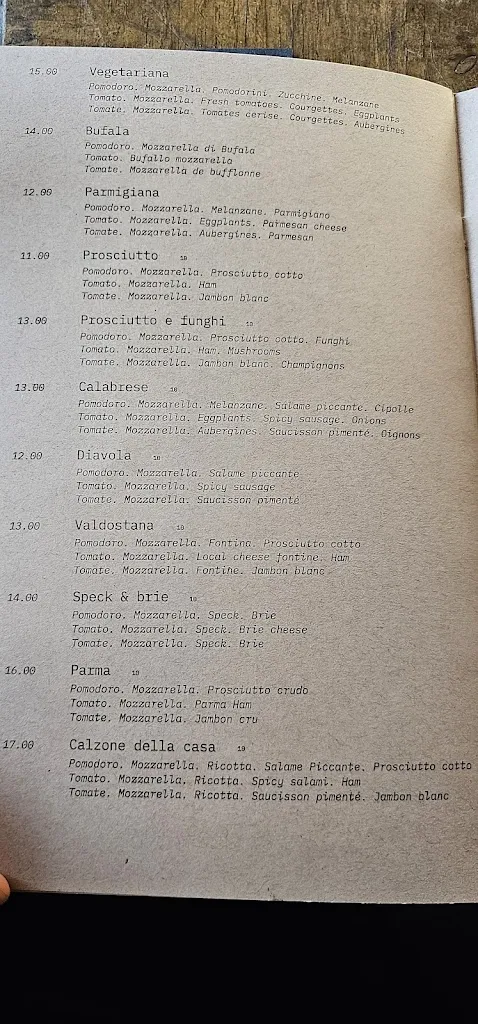 15.00 Vegetariana
Pomodoro. Mozzarella. Pomodorini. Zucchine. Melanzane
Tomato. Mozzarella. Fresh tomatoes. Courgettes. Eggplants
Tomate. Mozzarella. Tomates cerise. Courgettes. Aubergines
14.00 Bufala
Pomodoro. Mozzarella di Bufala
Tomato. Bufallo mozzarella
Tomate. Mozzarella de bufflonne
12.00 Parmigiana
Pomodoro. Mozzarella. Melanzane. Parmigiano
Tomato. Mozzarella. Eggplants. Parmesan cheese
Tomate. Mozzarella. Aubergines. Parmesan
11.00 Prosciutto 10
Pomodoro. Mozzarella. Prosciutto cotto
Tomato. Mozzarella. Ham
Tomate. Mozzarella. Jambon blanc
13.00 Prosciutto e funghi 10
Pomodoro. Mozzarella. Prosciutto cotto. Funghi
Tomato. Mozzarella. Ham. Mushrooms
Tomate. Mozzarella. Jambon blanc. Champignons
13.00 Calabrese 10
Pomodoro. Mozzarella. Melanzane. Salame piccante. Cipolle
Tomato. Mozzarella. Eggplants. Spicy sausage. Onions
Tomate. Mozzarella. Aubergines. Saucisson pimenté. Oignons
12.00 Diavola 10
Pomodoro. Mozzarella. Salame piccante
Tomato. Mozzarella. Spicy sausage
Tomate. Mozzarella. Saucisson pimenté
13.00 Valdostana 10
Pomodoro. Mozzarella. Fontina. Prosciutto cotto
Tomato. Mozzarella. Local cheese fontine. Ham
Tomate. Mozzarella. Fontine. Jambon blanc
14.00 Speck & brie 10
Pomodoro. Mozzarella. Speck. Brie
Tomato. Mozzarella. Speck. Brie cheese
Tomate. Mozzarella. Speck. Brie
16.00 Parma 10
Pomodoro. Mozzarella. Prosciutto crudo
Tomato. Mozzarella. Parma Ham
Tomate. Mozzarella. Jambon cru
17.00 Calzone della casa 10
Pomodoro. Mozzarella. Ricotta. Salame Piccante. Prosciutto cotto
Tomato. Mozzarella. Ricotta. Spicy salami. Ham
Tomate. Mozzarella. Ricotta. Saucisson pimenté. Jambon blanc